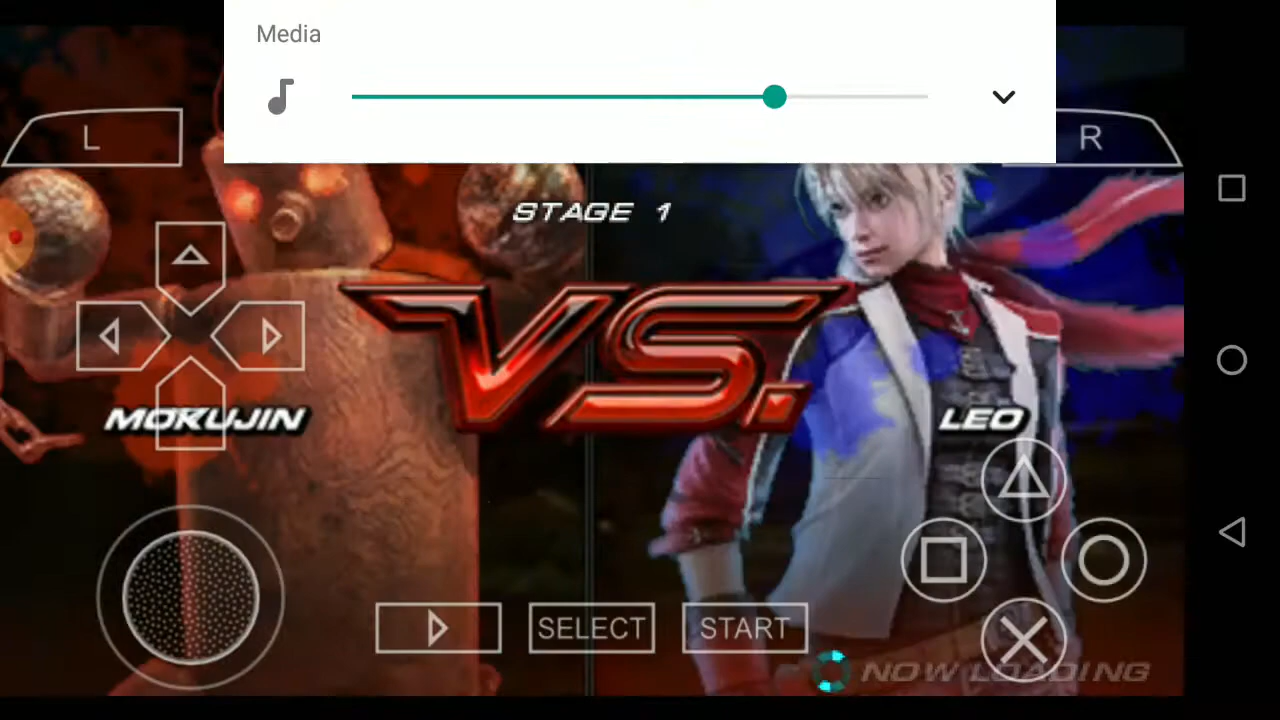 Media
L
R
STAGE 1
VS.
MOKUJIN
LEO
SELECT
START
NOW LOADING